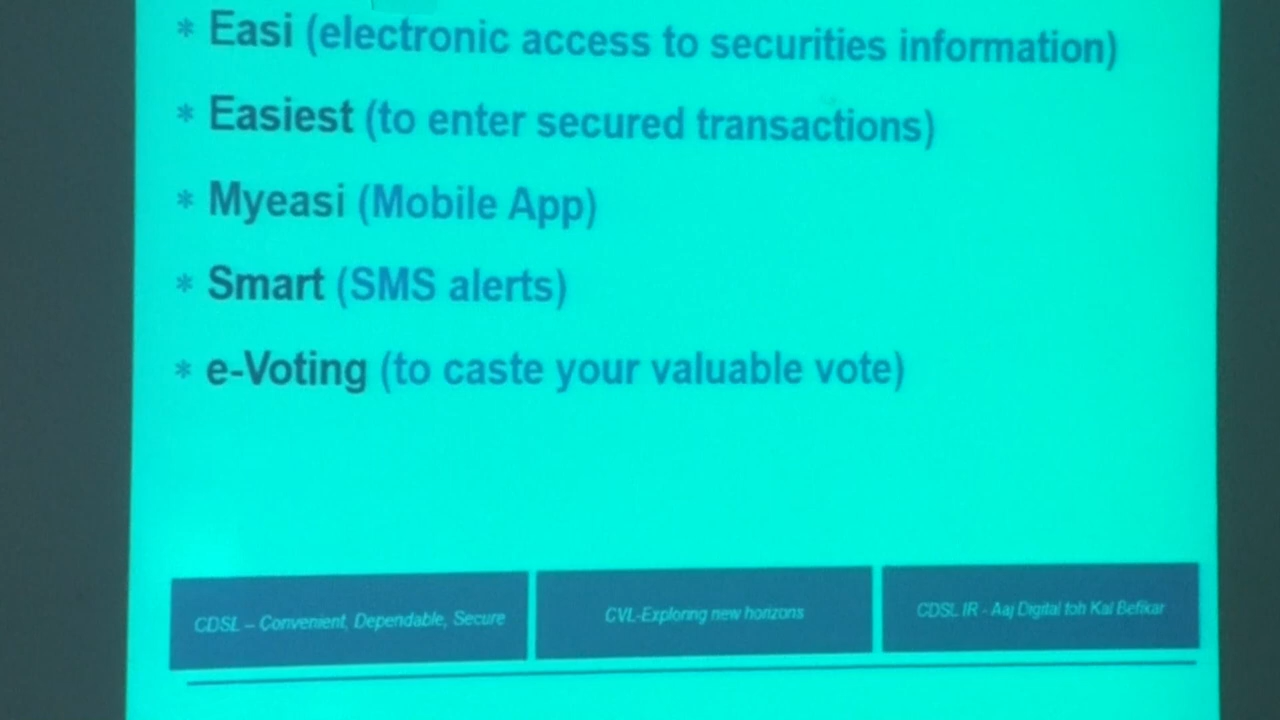 * Easi (electronic access to securities information)
* Easiest (to enter secured transactions)
* Myeasi (Mobile App)
* Smart (SMS alerts)
* e-Voting (to caste your valuable vote)
CDSL – Convenient, Dependable, Secure
CVL-Exploring new horizons
CDSL IR - Aaj Digital toh Kal Befikar